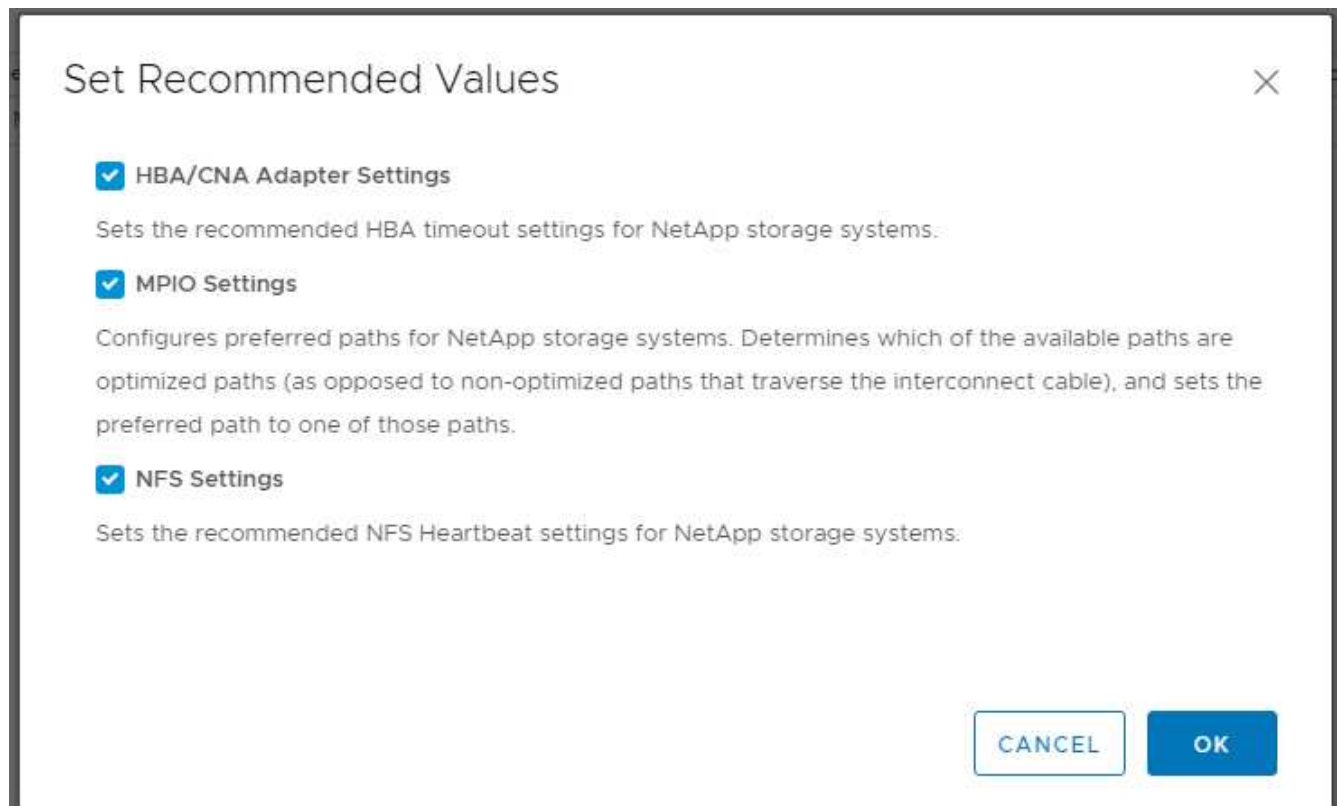 Set Recommended Values
HBA/CNA Adapter Settings
Sets the recommended HBA timeout settings for NetApp storage systems.
MPIO Settings
Configures preferred paths for NetApp storage systems. Determines which of the available paths are
optimized paths (as opposed to non-optimized paths that traverse the interconnect cable), and sets the
preferred path to one of those paths.
NFS Settings
Sets the recommended NFS Heartbeat settings for NetApp storage systems.
CANCEL
OK